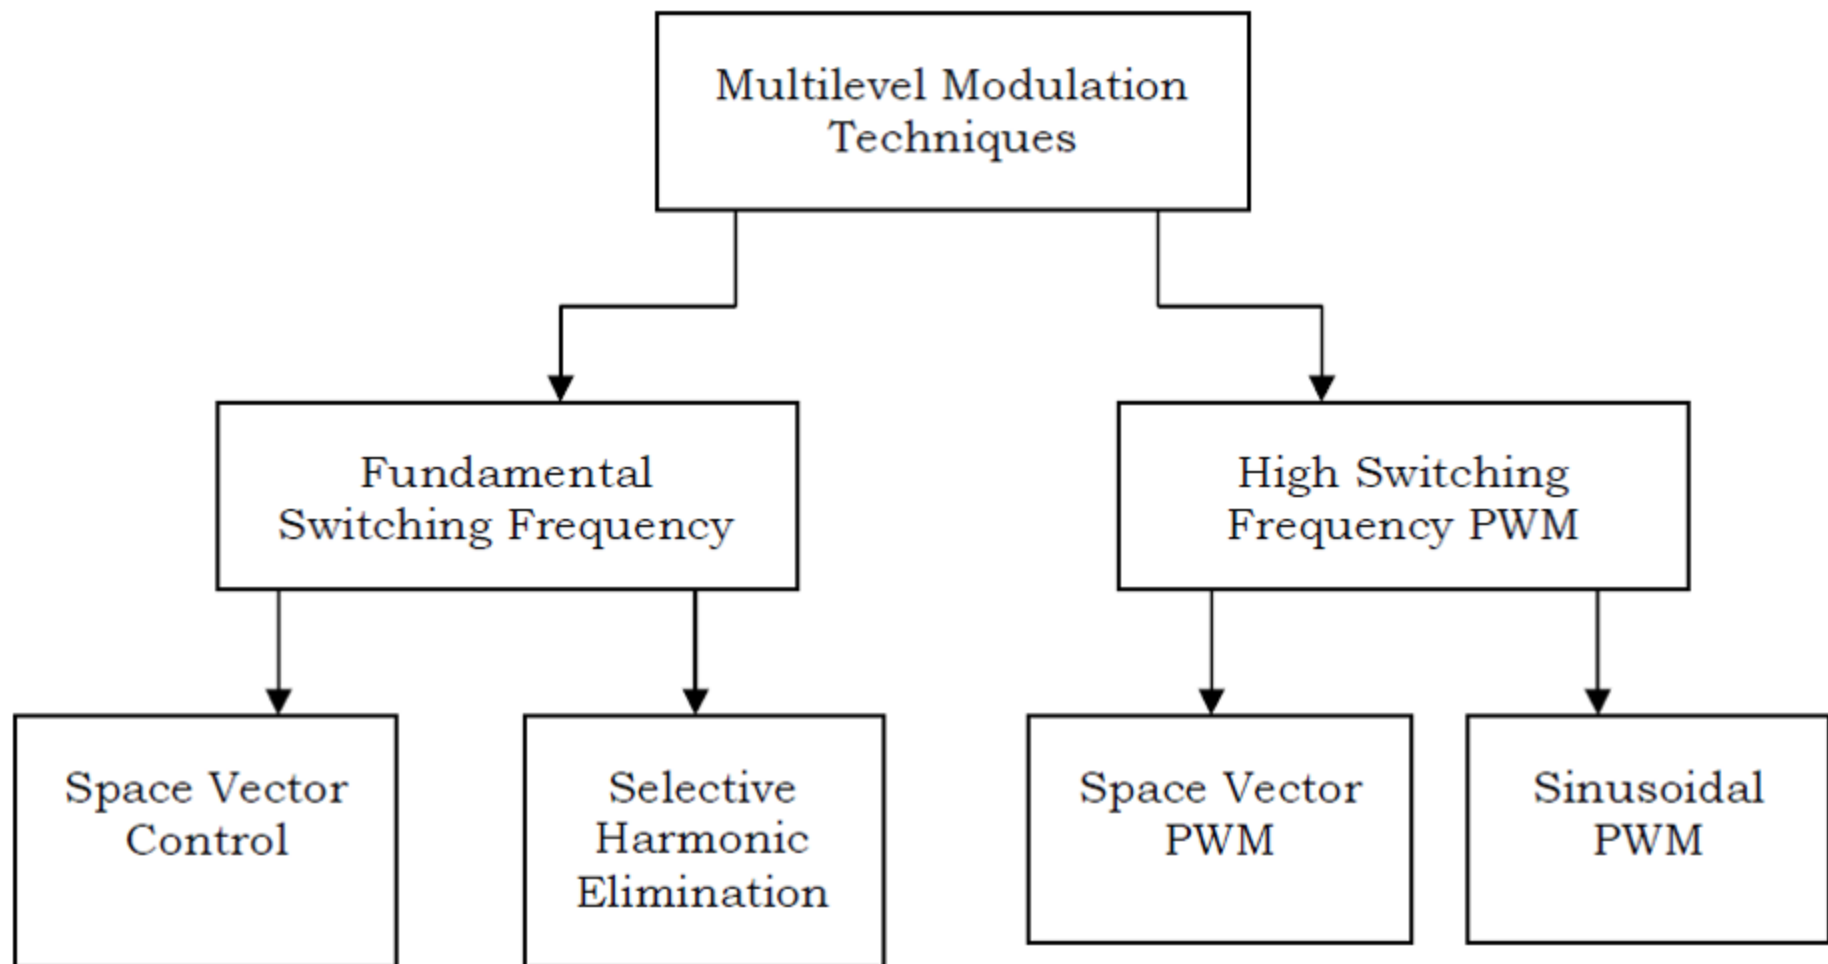 Multilevel Modulation
Techniques
Fundamental
Switching Frequency
High Switching
Frequency PWM
Space Vector
Control
Selective
Harmonic
Elimination
Space Vector
PWM
Sinusoidal
PWM